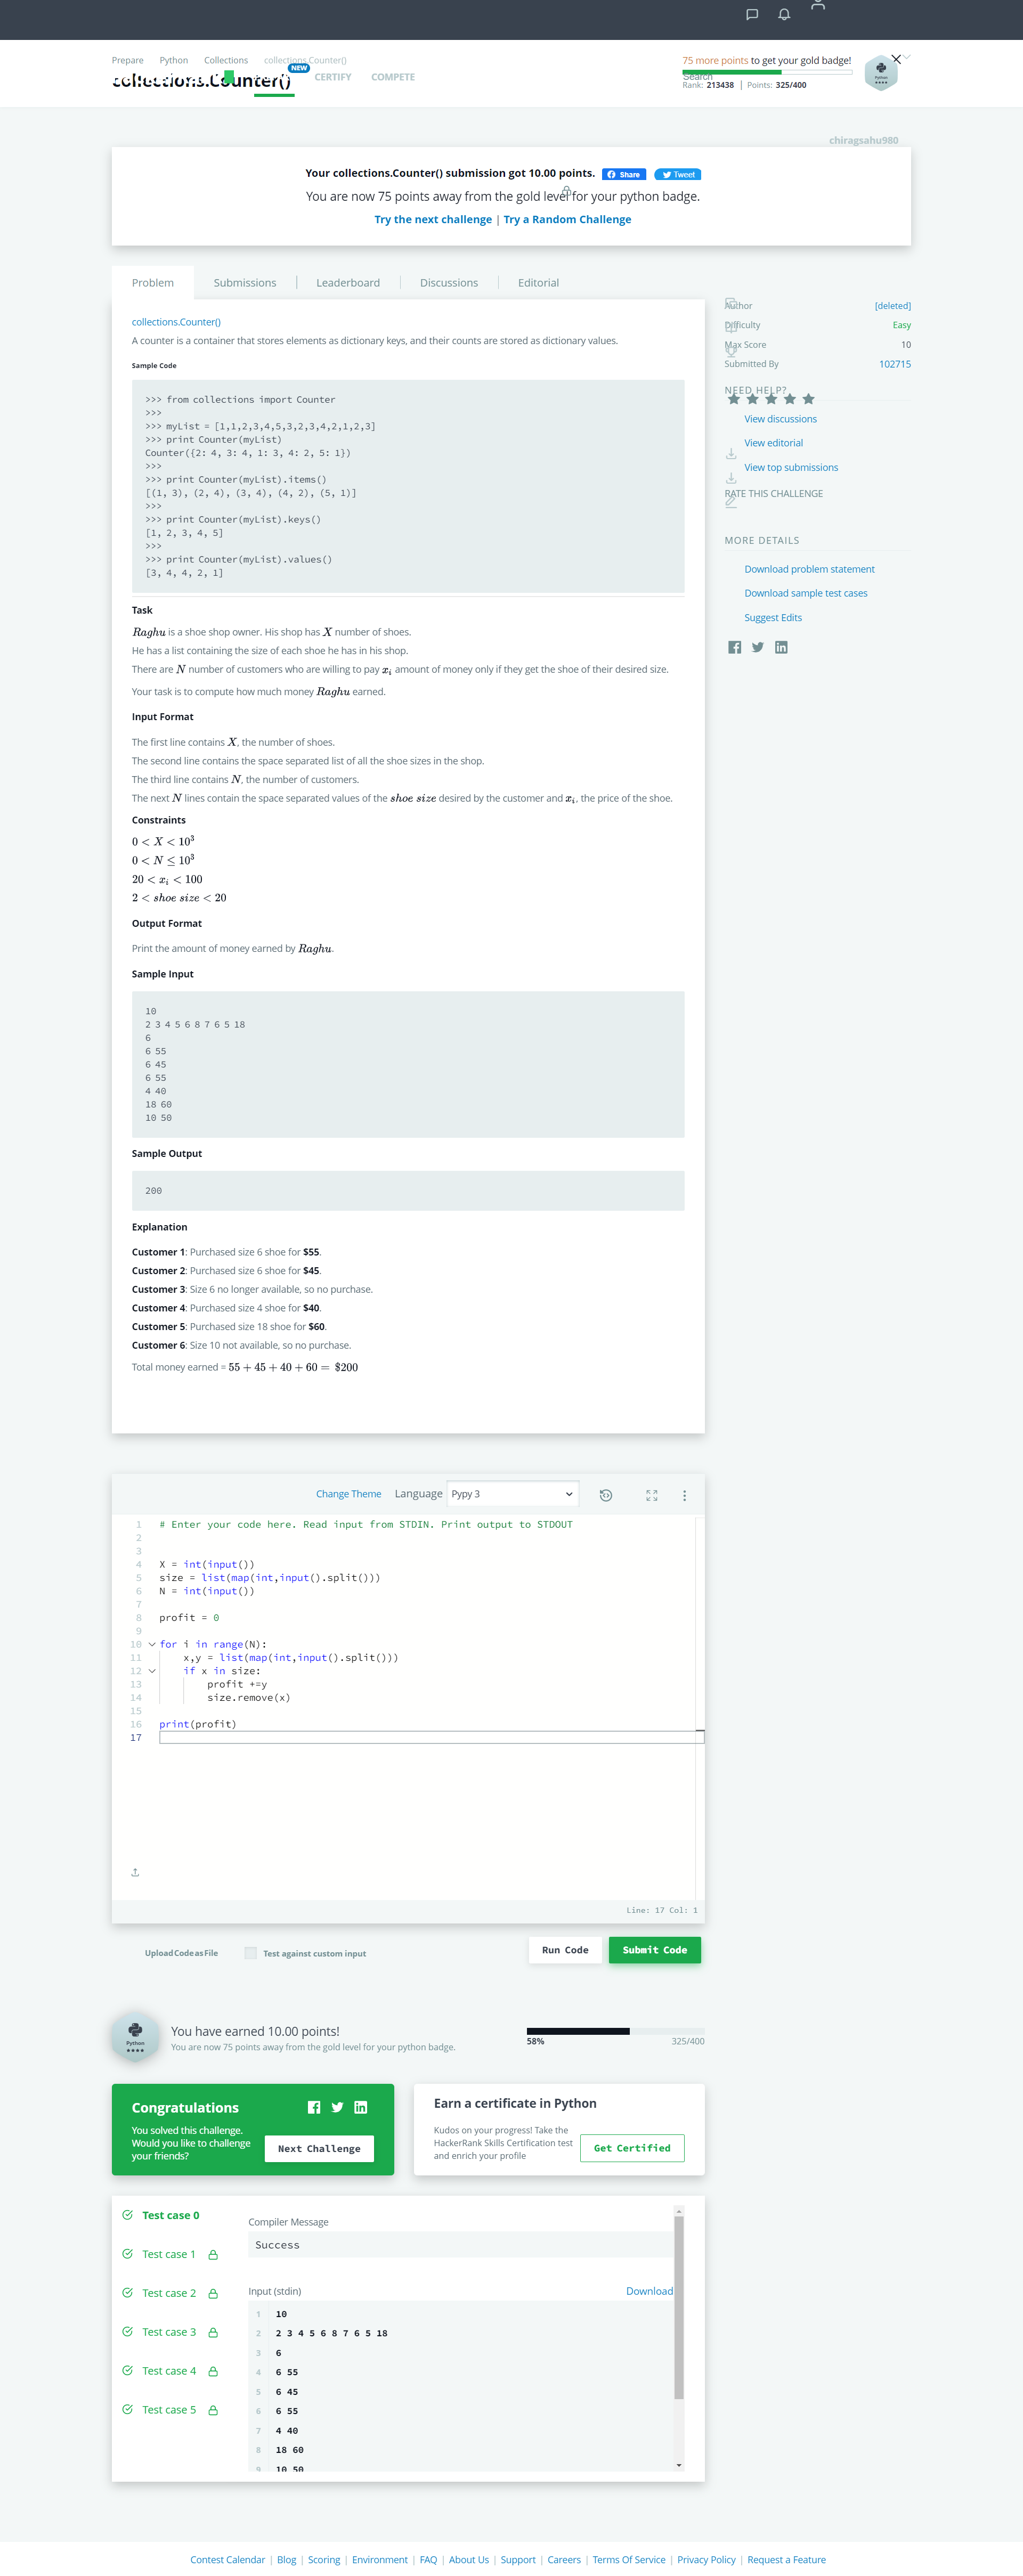 Prepare Python Collections collections.Counter()
collections.Counter()
NEW
CERTIFY COMPETE
75 more points to get your gold badge!
Search
Rank: 213438 | Points: 325/400
Python
chiragsahu980
Your collections.Counter() submission got 10.00 points. Share Tweet
You are now 75 points away from the gold level for your python badge.
Try the next challenge | Try a Random Challenge
Problem Submissions Leaderboard Discussions Editorial
collections.Counter()
A counter is a container that stores elements as dictionary keys, and their counts are stored as dictionary values.
Sample Code
>>> from collections import Counter
>>>
>>> myList = [1,1,2,3,4,5,3,2,3,4,2,1,2,3]
>>> print Counter(myList)
Counter({2: 4, 3: 4, 1: 3, 4: 2, 5: 1})
>>>
>>> print Counter(myList).items()
[(1, 3), (2, 4), (3, 4), (4, 2), (5, 1)]
>>>
>>> print Counter(myList).keys()
[1, 2, 3, 4, 5]
>>>
>>> print Counter(myList).values()
[3, 4, 4, 2, 1]
Task
Raghu is a shoe shop owner. His shop has X number of shoes.
He has a list containing the size of each shoe he has in his shop.
There are N number of customers who are willing to pay xᵢ amount of money only if they get the shoe of their desired size.
Your task is to compute how much money Raghu earned.
Input Format
The first line contains X, the number of shoes.
The second line contains the space separated list of all the shoe sizes in the shop.
The third line contains N, the number of customers.
The next N lines contain the space separated values of the shoe size desired by the customer and xᵢ, the price of the shoe.
Constraints
0 < X < 10³
0 < N ≤ 10³
20 < xᵢ < 100
2 < shoe size < 20
Output Format
Print the amount of money earned by Raghu.
Sample Input
10
2 3 4 5 6 8 7 6 5 18
6
6 55
6 45
6 55
4 40
18 60
10 50
Sample Output
200
Explanation
Customer 1: Purchased size 6 shoe for $55.
Customer 2: Purchased size 6 shoe for $45.
Customer 3: Size 6 no longer available, so no purchase.
Customer 4: Purchased size 4 shoe for $40.
Customer 5: Purchased size 18 shoe for $60.
Customer 6: Size 10 not available, so no purchase.
Total money earned = 55 + 45 + 40 + 60 = $200
Author [deleted]
Difficulty Easy
Max Score 10
Submitted By 102715
NEED HELP?
View discussions
View editorial
View top submissions
RATE THIS CHALLENGE
MORE DETAILS
Download problem statement
Download sample test cases
Suggest Edits
Change Theme Language Pypy 3
1 # Enter your code here. Read input from STDIN. Print output to STDOUT
2
3
4 X = int(input())
5 size = list(map(int,input().split()))
6 N = int(input())
7
8 profit = 0
9
10 for i in range(N):
11 x,y = list(map(int,input().split()))
12 if x in size:
13 profit +=y
14 size.remove(x)
15
16 print(profit)
17
Line: 17 Col: 1
Upload Code as File Test against custom input Run Code Submit Code
Python
You have earned 10.00 points!
You are now 75 points away from the gold level for your python badge.
58% 325/400
Congratulations
You solved this challenge. Would you like to challenge your friends?
Next Challenge
Earn a certificate in Python
Kudos on your progress! Take the
HackerRank Skills Certification test
and enrich your profile
Get Certified
Test case 0
Test case 1
Test case 2
Test case 3
Test case 4
Test case 5
Compiler Message
Success
Input (stdin) Download
1 10
2 2 3 4 5 6 8 7 6 5 18
3 6
4 6 55
5 6 45
6 6 55
7 4 40
8 18 60
9 10 50
Contest Calendar | Blog | Scoring | Environment | FAQ | About Us | Support | Careers | Terms Of Service | Privacy Policy | Request a Feature